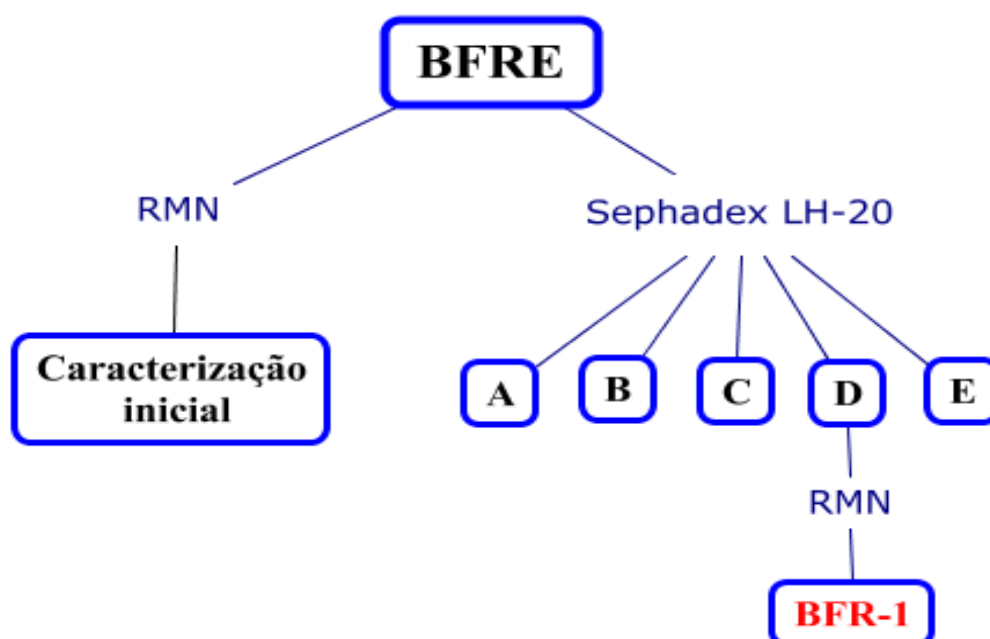 BFRE
RMN
Sephadex LH-20
Caracterização
inicial
A
B
C
D
E
RMN
BFR-1